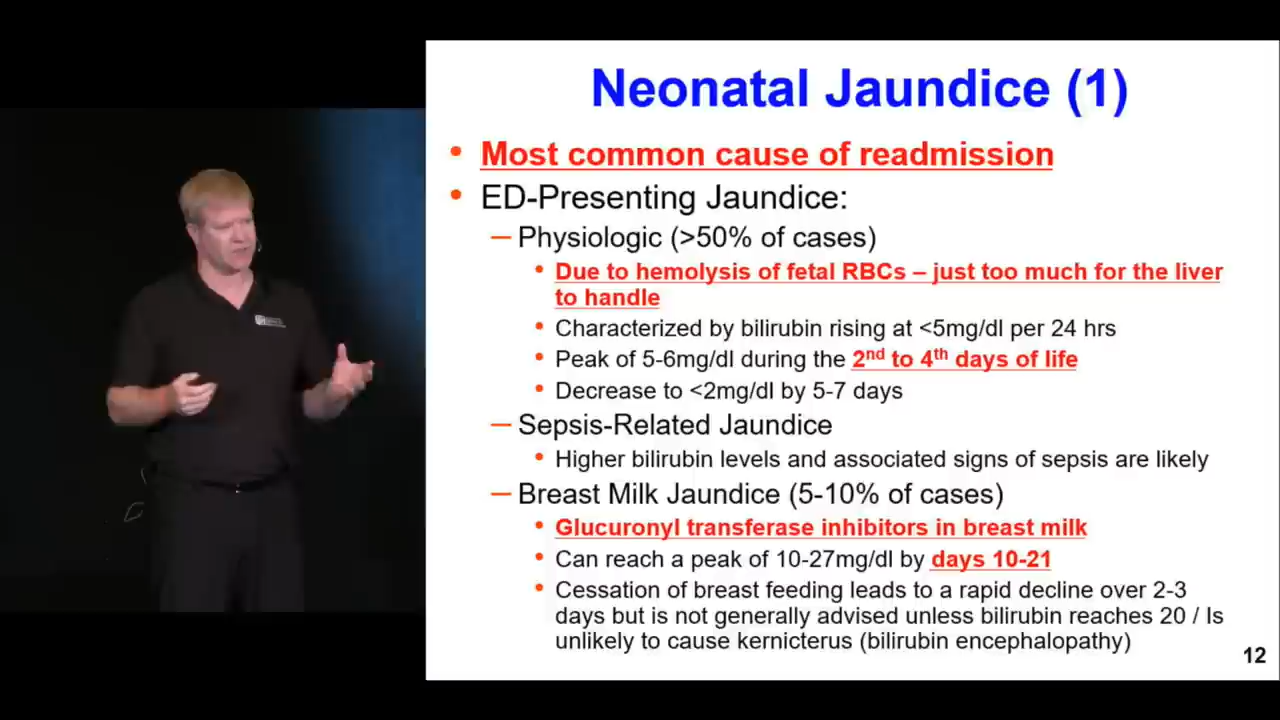 Neonatal Jaundice (1)
• Most common cause of readmission
• ED-Presenting Jaundice:
– Physiologic (>50% of cases)
• Due to hemolysis of fetal RBCs – just too much for the liver
to handle
• Characterized by bilirubin rising at <5mg/dl per 24 hrs
• Peak of 5-6mg/dl during the 2nd to 4th days of life
• Decrease to <2mg/dl by 5-7 days
– Sepsis-Related Jaundice
• Higher bilirubin levels and associated signs of sepsis are likely
– Breast Milk Jaundice (5-10% of cases)
• Glucuronyl transferase inhibitors in breast milk
• Can reach a peak of 10-27mg/dl by days 10-21
• Cessation of breast feeding leads to a rapid decline over 2-3
days but is not generally advised unless bilirubin reaches 20 / Is
unlikely to cause kernicterus (bilirubin encephalopathy)
12